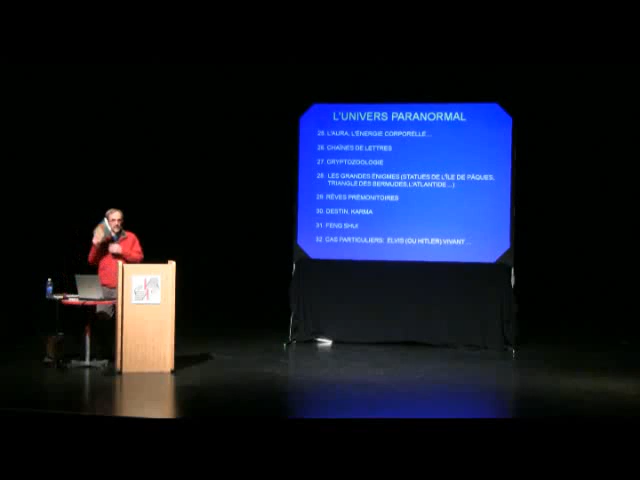 L'UNIVERS PARANORMAL
25. L'AURA, L'ÉNERGIE CORPORELLE...
26. CHAÎNES DE LETTRES
27. CRYPTOZOOLOGIE
28. LES GRANDES ÉNIGMES (STATUES DE L'ÎLE DE PÂQUES,
TRIANGLE DES BERMUDES, L'ATLANTIDE...)
29. RÊVES PRÉMONITOIRES
30. DESTIN, KARMA
31. FENG SHUI
32. CAS PARTICULIERS: ELVIS (OU HITLER) VIVANT...